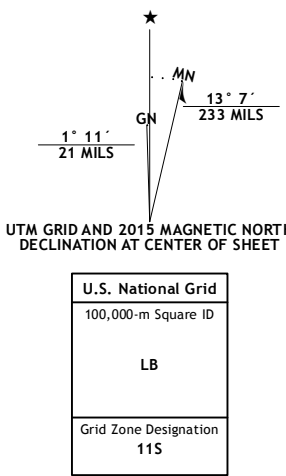 MN
GN
13° 7´
233 MILS
1° 11´
21 MILS
UTM GRID AND 2015 MAGNETIC NORTH
DECLINATION AT CENTER OF SHEET
U.S. National Grid
100,000-m Square ID
LB
Grid Zone Designation
11S